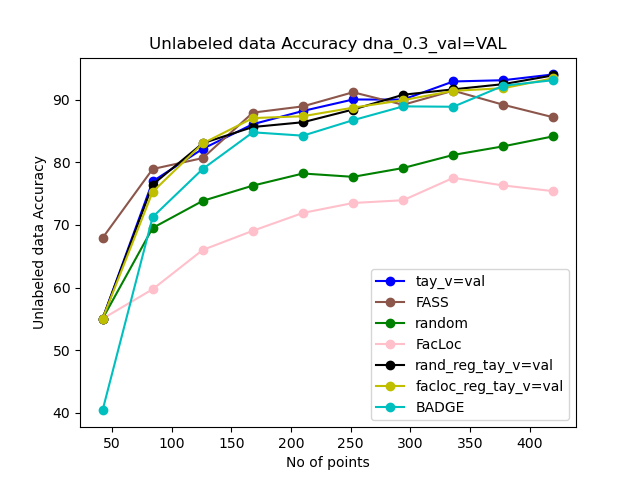 Unlabeled data Accuracy dna_0.3_val=VAL
Unlabeled data Accuracy
90
80
70
60
50
40
tay_v=val
FASS
random
FacLoc
rand_reg_tay_v=val
facloc_reg_tay_v=val
BADGE
50 100 150 200 250 300 350 400
No of points